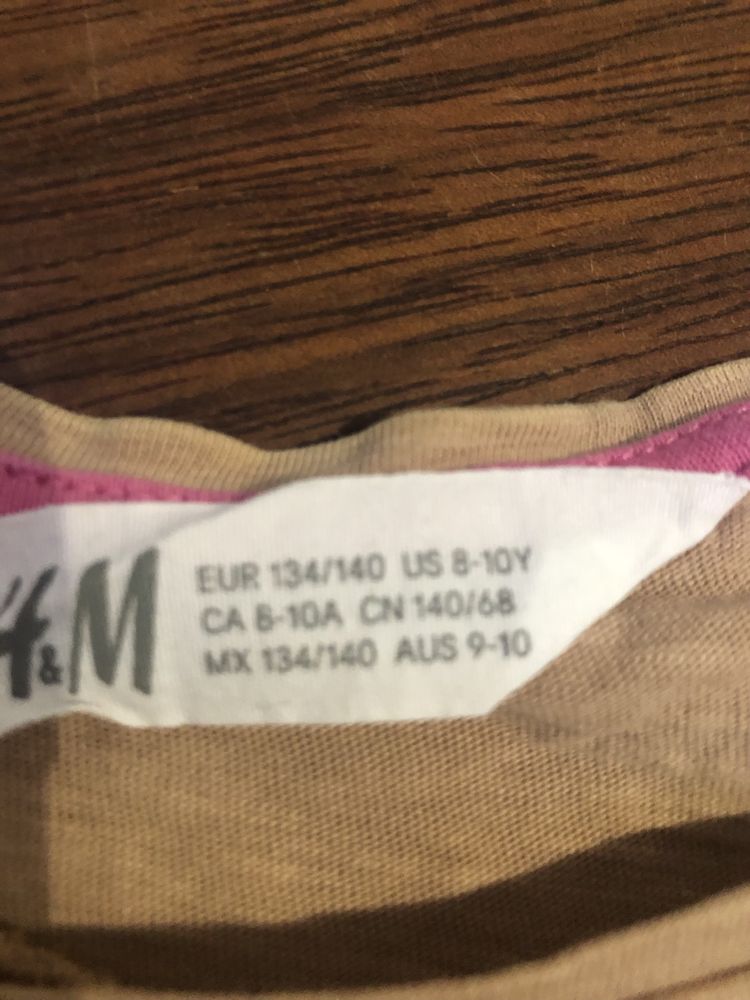 H&M
EUR 134/140 US 8-10Y
CA 8-10A CN 140/68
MX 134/140 AUS 9-10